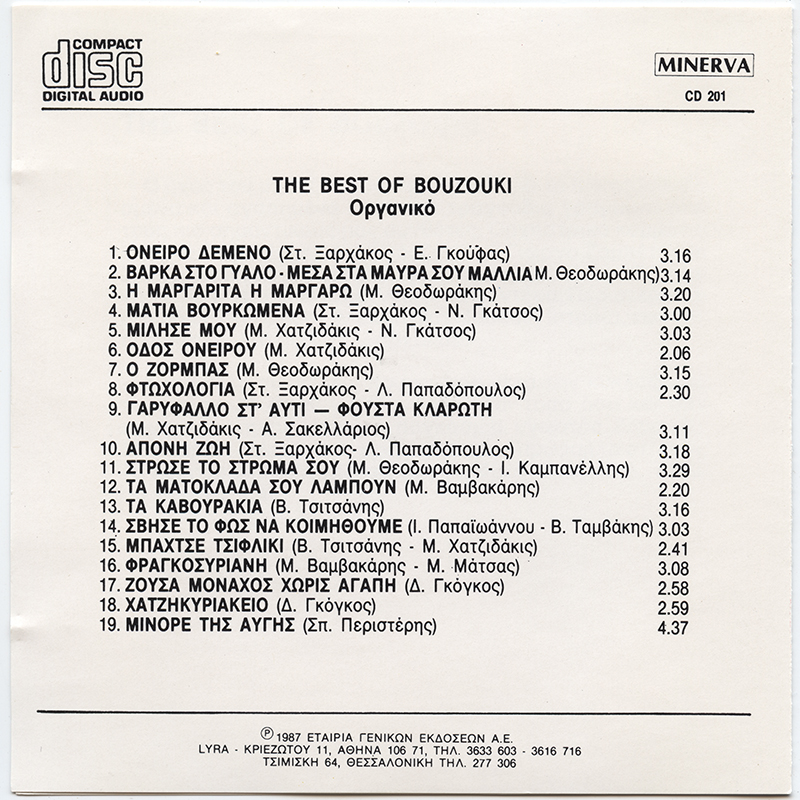 COMPACT
disc
DIGITAL AUDIO
MINERVA
CD 201
THE BEST OF BOUZOUKI
Οργανικό
1. ΟΝΕΙΡΟ ΔΕΜΕΝΟ (Στ. Ξαρχάκος - Ε. Γκούφας) 3.16
2. ΒΑΡΚΑ ΣΤΟ ΓΥΑΛΟ - ΜΕΣΑ ΣΤΑ ΜΑΥΡΑ ΣΟΥ ΜΑΛΛΙΑ Μ. Θεοδωράκης) 3.14
3. Η ΜΑΡΓΑΡΙΤΑ Η ΜΑΡΓΑΡΩ (Μ. Θεοδωράκης) 3.20
4. ΜΑΤΙΑ ΒΟΥΡΚΩΜΕΝΑ (Στ. Ξαρχάκος - Ν. Γκάτσος) 3.00
5. ΜΙΛΗΣΕ ΜΟΥ (Μ. Χατζιδάκις - Ν. Γκάτσος) 3.03
6. ΟΔΟΣ ΟΝΕΙΡΟΥ (Μ. Χατζιδάκις) 2.06
7. Ο ΖΟΡΜΠΑΣ (Μ. Θεοδωράκης) 3.15
8. ΦΤΩΧΟΛΟΓΙΑ (Στ. Ξαρχάκος - Λ. Παπαδόπουλος) 2.30
9. ΓΑΡΥΦΑΛΛΟ ΣΤ' ΑΥΤΙ — ΦΟΥΣΤΑ ΚΛΑΡΩΤΗ
(Μ. Χατζιδάκις - Α. Σακελλάριος) 3.11
10. ΑΠΟΝΗ ΖΩΗ (Στ. Ξαρχάκος- Λ. Παπαδόπουλος) 3.18
11. ΣΤΡΩΣΕ ΤΟ ΣΤΡΩΜΑ ΣΟΥ (Μ. Θεοδωράκης - Ι. Καμπανέλλης) 3.29
12. ΤΑ ΜΑΤΟΚΛΑΔΑ ΣΟΥ ΛΑΜΠΟΥΝ (Μ. Βαμβακάρης) 2.20
13. ΤΑ ΚΑΒΟΥΡΑΚΙΑ (Β. Τσιτσάνης) 3.16
14. ΣΒΗΣΕ ΤΟ ΦΩΣ ΝΑ ΚΟΙΜΗΘΟΥΜΕ (Ι. Παπαϊωάννου - Β. Ταμβάκης) 3.03
15. ΜΠΑΧΤΣΕ ΤΣΙΦΛΙΚΙ (Β. Τσιτσάνης - Μ. Χατζιδάκις) 2.41
16. ΦΡΑΓΚΟΣΥΡΙΑΝΗ (Μ. Βαμβακάρης - Μ. Μάτσας) 3.08
17. ΖΟΥΣΑ ΜΟΝΑΧΟΣ ΧΩΡΙΣ ΑΓΑΠΗ (Δ. Γκόγκος) 2.58
18. ΧΑΤΖΗΚΥΡΙΑΚΕΙΟ (Δ. Γκόγκος) 2.59
19. ΜΙΝΟΡΕ ΤΗΣ ΑΥΓΗΣ (Σπ. Περιστέρης) 4.37
℗ 1987 ΕΤΑΙΡΙΑ ΓΕΝΙΚΩΝ ΕΚΔΟΣΕΩΝ Α.Ε.
LYRA - ΚΡΙΕΖΩΤΟΥ 11, ΑΘΗΝΑ 106 71, ΤΗΛ. 3633 603 - 3616 716
ΤΣΙΜΙΣΚΗ 64, ΘΕΣΣΑΛΟΝΙΚΗ ΤΗΛ. 277 306